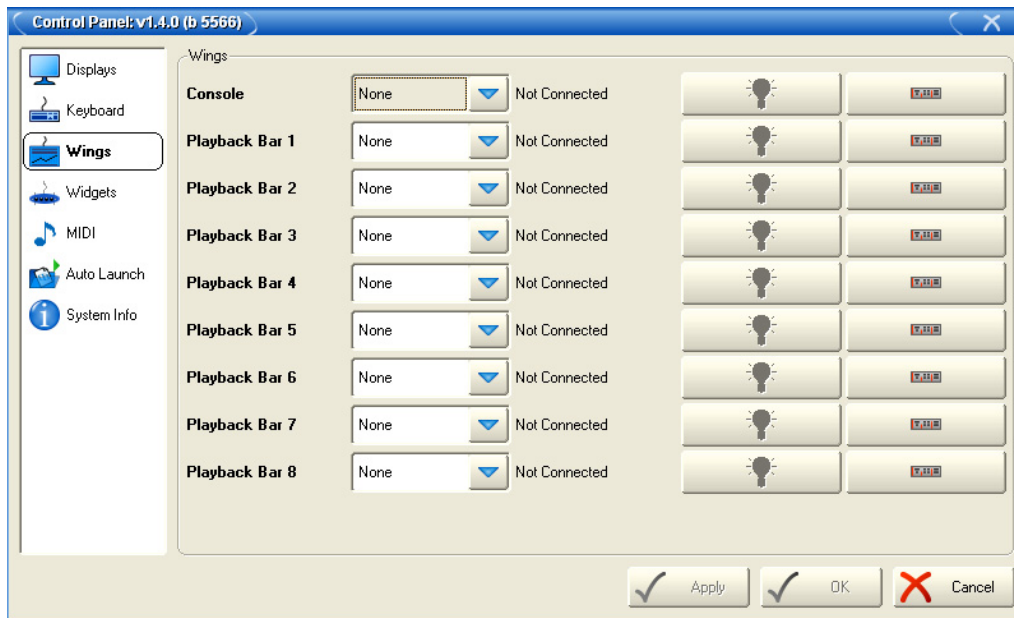 Control Panel: v1.4.0 (b 5566)
Displays
Keyboard
Wings
Widgets
MIDI
Auto Launch
System Info
Wings
Console None Not Connected
Playback Bar 1 None Not Connected
Playback Bar 2 None Not Connected
Playback Bar 3 None Not Connected
Playback Bar 4 None Not Connected
Playback Bar 5 None Not Connected
Playback Bar 6 None Not Connected
Playback Bar 7 None Not Connected
Playback Bar 8 None Not Connected
Apply OK Cancel